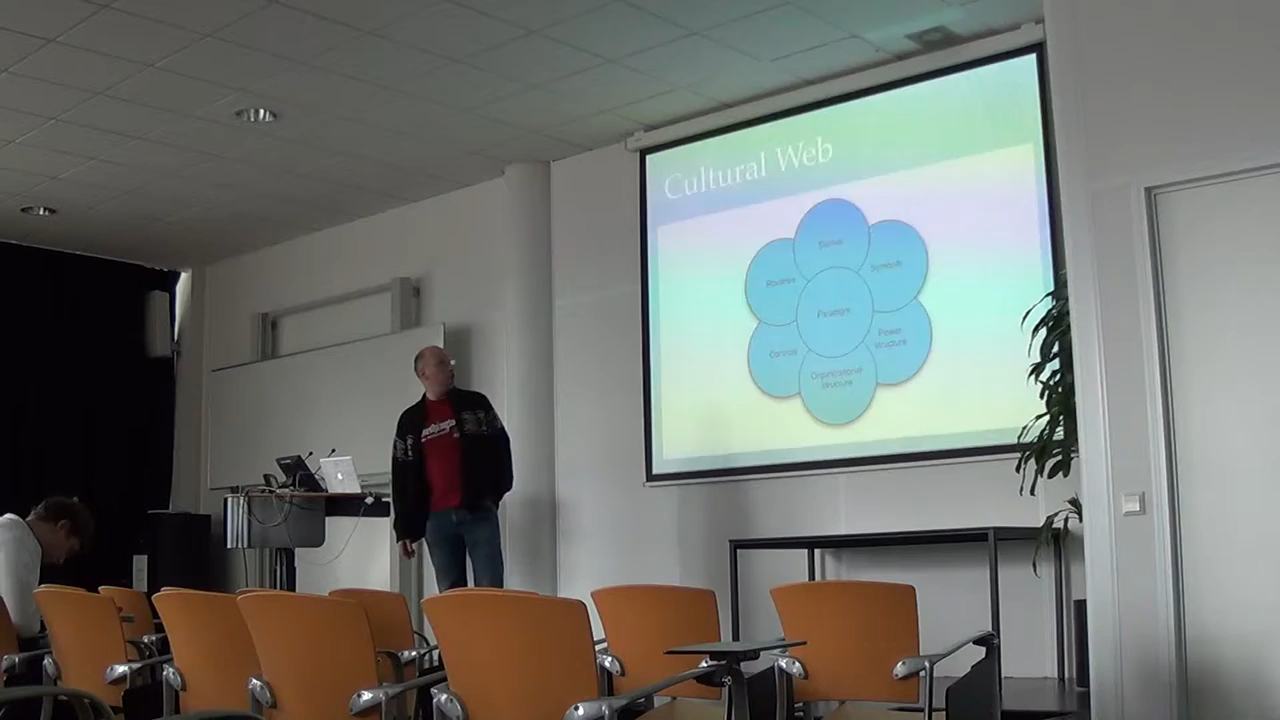 Cultural Web
Stories
Symbols
Routines
Paradigm
Power
structure
Controls
Organizational
structure